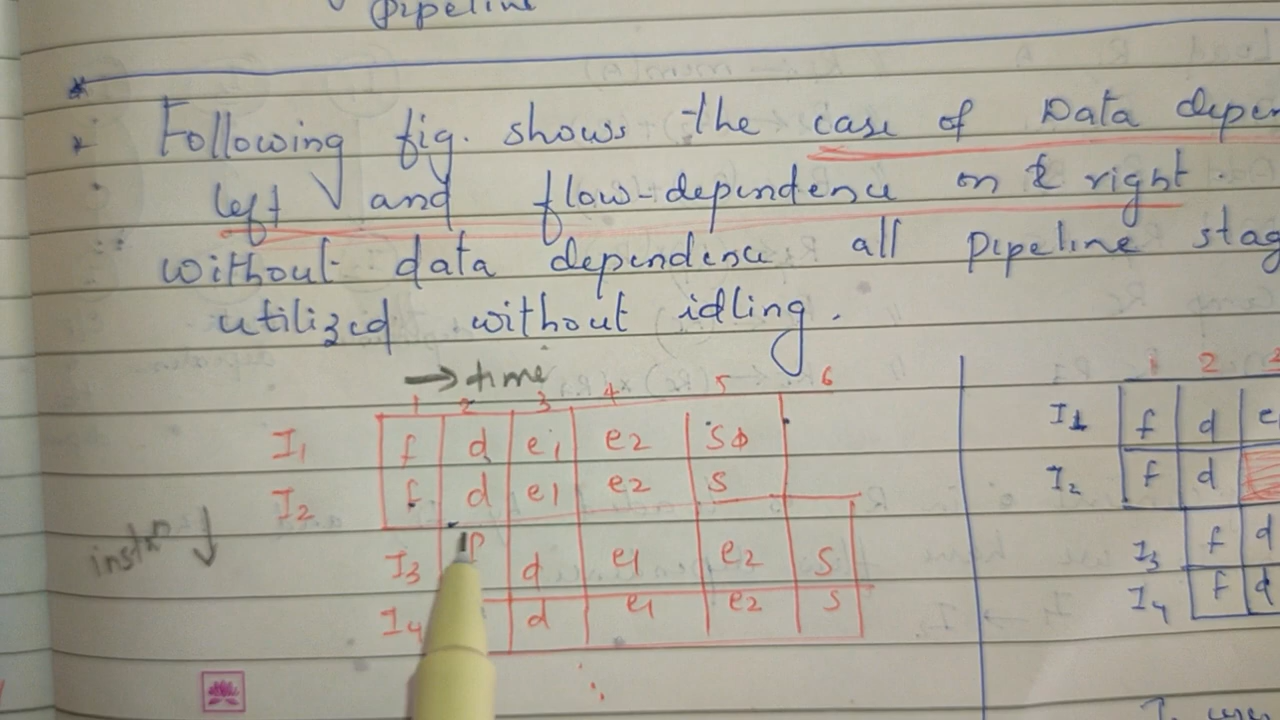 pipeline
* Following fig. shows the case of Data depen
left and flow-dependence on & right.
without data dependence all pipeline stag
utilized without idling.
→ time
1 2 3 4 5 6
I1 f d e1 e2 s
I2 f d e1 e2 s
instxn ↓
I3 f d e1 e2 s
I4 d e1 e2 s
1 2 3
I1 f d e
I2 f d
I3 f d
I4 f d